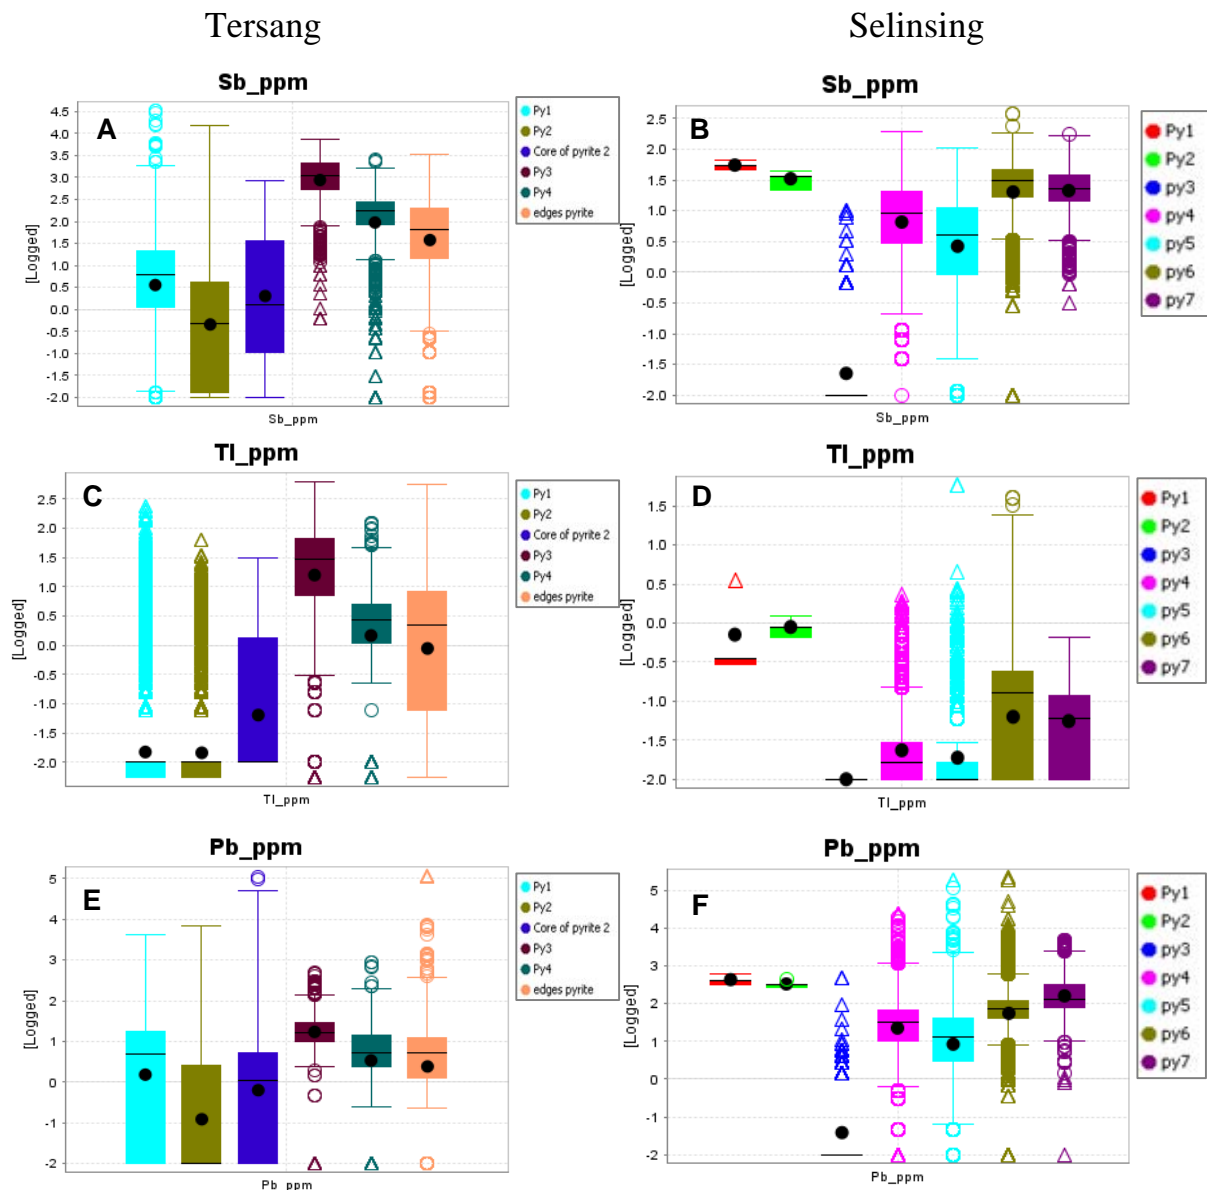 Tersang
Selinsing
Sb_ppm
A
[Logged]
4.5
4.0
3.5
3.0
2.5
2.0
1.5
1.0
0.5
0.0
-0.5
-1.0
-1.5
-2.0
Sb_ppm
Py1
Py2
Core of pyrite 2
Py3
Py4
edges pyrite
Sb_ppm
B
[Logged]
2.5
2.0
1.5
1.0
0.5
0.0
-0.5
-1.0
-1.5
-2.0
Sb_ppm
Py1
Py2
py3
py4
py5
py6
py7
Tl_ppm
C
[Logged]
2.5
2.0
1.5
1.0
0.5
0.0
-0.5
-1.0
-1.5
-2.0
Tl_ppm
Py1
Py2
Core of pyrite 2
Py3
Py4
edges pyrite
Tl_ppm
D
[Logged]
1.5
1.0
0.5
0.0
-0.5
-1.0
-1.5
-2.0
Tl_ppm
Py1
Py2
py3
py4
py5
py6
py7
Pb_ppm
E
[Logged]
5
4
3
2
1
0
-1
-2
Pb_ppm
Py1
Py2
Core of pyrite 2
Py3
Py4
edges pyrite
Pb_ppm
F
[Logged]
5
4
3
2
1
0
-1
-2
Pb_ppm
Py1
Py2
py3
py4
py5
py6
py7